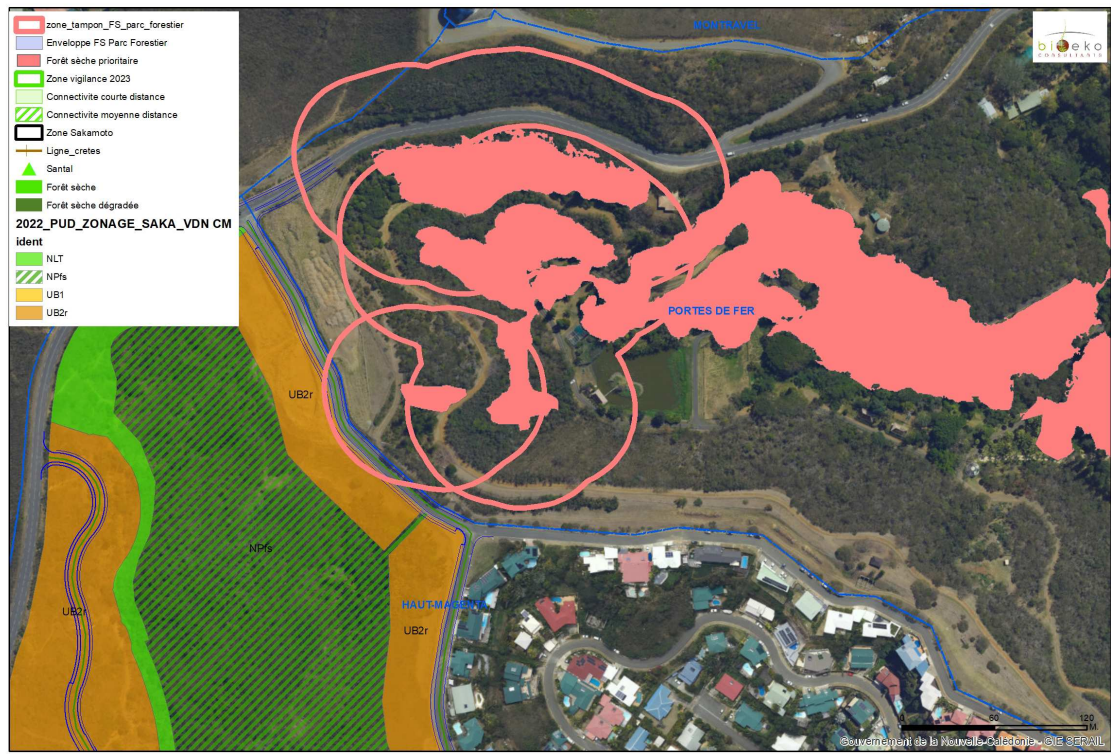 zone_tampon_FS_parc_forestier
Enveloppe FS Parc Forestier
Forêt sèche prioritaire
Zone vigilance 2023
Connectivite courte distance
Connectivite moyenne distance
Zone Sakamoto
Ligne_cretes
Santal
Forêt sèche
Forêt sèche dégradée
2022_PUD_ZONAGE_SAKA_VDN CM
ident
NLT
NPfs
UB1
UB2r
MONTRAVEL
bioeko
CONSULTANTS
PORTES DE FER
UB2r
NPfs
HAUT-MAGENTA
UB2r
UB2r
0 60 120
M
Gouvernement de la Nouvelle-Calédonie - GIE SERAIL